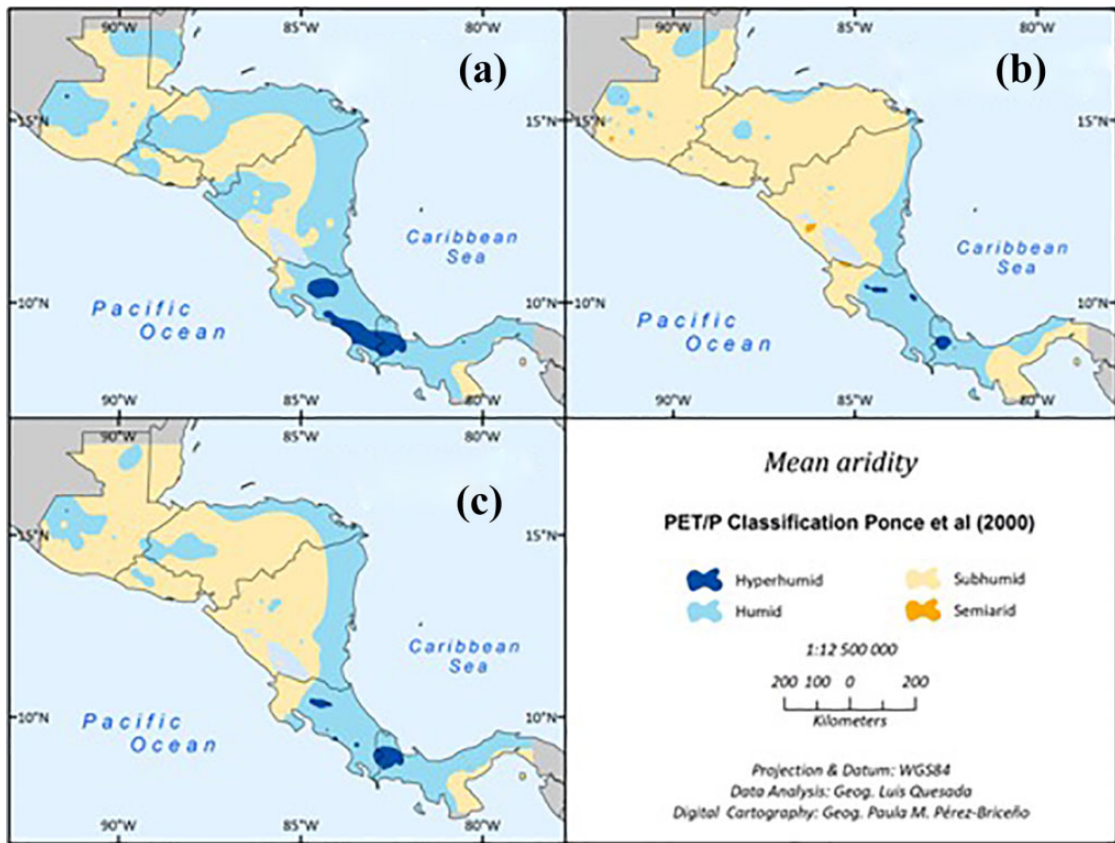 90°W 85°W 80°W
(a)
15°N 15°N
Caribbean
Sea
10°N 10°N
Pacific
Ocean
90°W 85°W 80°W
90°W 85°W 80°W
(b)
15°N 15°N
Caribbean
Sea
10°N 10°N
Pacific
Ocean
90°W 85°W 80°W
90°W 85°W 80°W
(c)
15°N 15°N
Caribbean
Sea
10°N 10°N
Pacific
Ocean
90°W 85°W 80°W
Mean aridity
PET/P Classification Ponce et al (2000)
Hyperhumid Subhumid
Humid Semiarid
1:12 500 000
200 100 0 200
Kilometers
Projection & Datum: WGS84
Data Analysis: Geog. Luis Quesada
Digital Cartography: Geog. Paula M. Pérez-Briceño